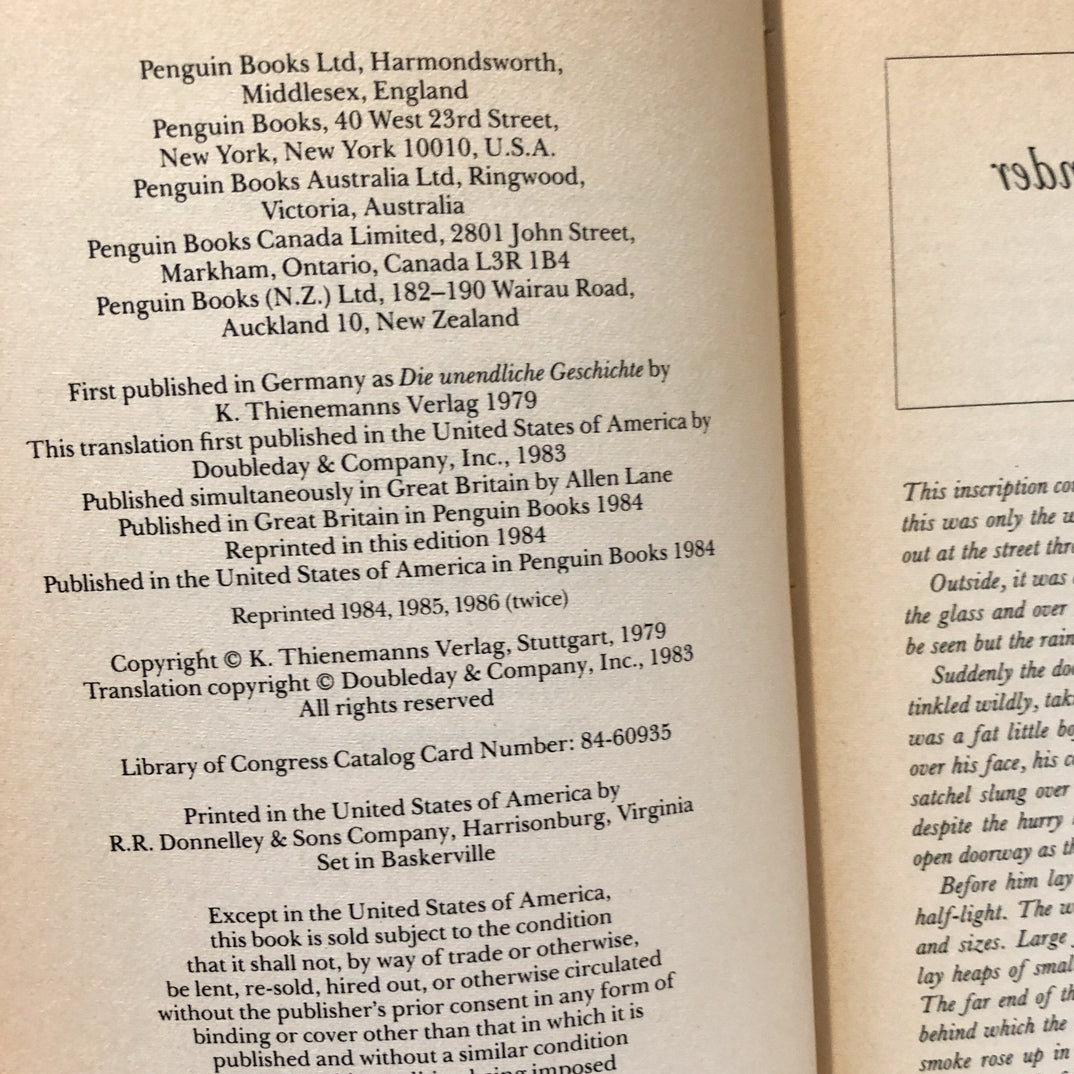 Penguin Books Ltd, Harmondsworth,
Middlesex, England
Penguin Books, 40 West 23rd Street,
New York, New York 10010, U.S.A.
Penguin Books Australia Ltd, Ringwood,
Victoria, Australia
Penguin Books Canada Limited, 2801 John Street,
Markham, Ontario, Canada L3R 1B4
Penguin Books (N.Z.) Ltd, 182–190 Wairau Road,
Auckland 10, New Zealand
First published in Germany as Die unendliche Geschichte by
K. Thienemanns Verlag 1979
This translation first published in the United States of America by
Doubleday & Company, Inc., 1983
Published simultaneously in Great Britain by Allen Lane
Published in Great Britain in Penguin Books 1984
Reprinted in this edition 1984
Published in the United States of America in Penguin Books 1984
Reprinted 1984, 1985, 1986 (twice)
Copyright © K. Thienemanns Verlag, Stuttgart, 1979
Translation copyright © Doubleday & Company, Inc., 1983
All rights reserved
Library of Congress Catalog Card Number: 84-60935
Printed in the United States of America by
R.R. Donnelley & Sons Company, Harrisonburg, Virginia
Set in Baskerville
Except in the United States of America,
this book is sold subject to the condition
that it shall not, by way of trade or otherwise,
be lent, re-sold, hired out, or otherwise circulated
without the publisher's prior consent in any form of
binding or cover other than that in which it is
published and without a similar condition
imposed
This inscription
this was only the
out at the street
Outside, it was
the glass and over
be seen but the rain
Suddenly the
tinkled wildly,
was a fat little
over his face, his
satchel slung over
despite the hurry
open doorway as
Before him lay
half-light. The
and sizes. Large
lay heaps of
The far end of
behind which the
smoke rose up in